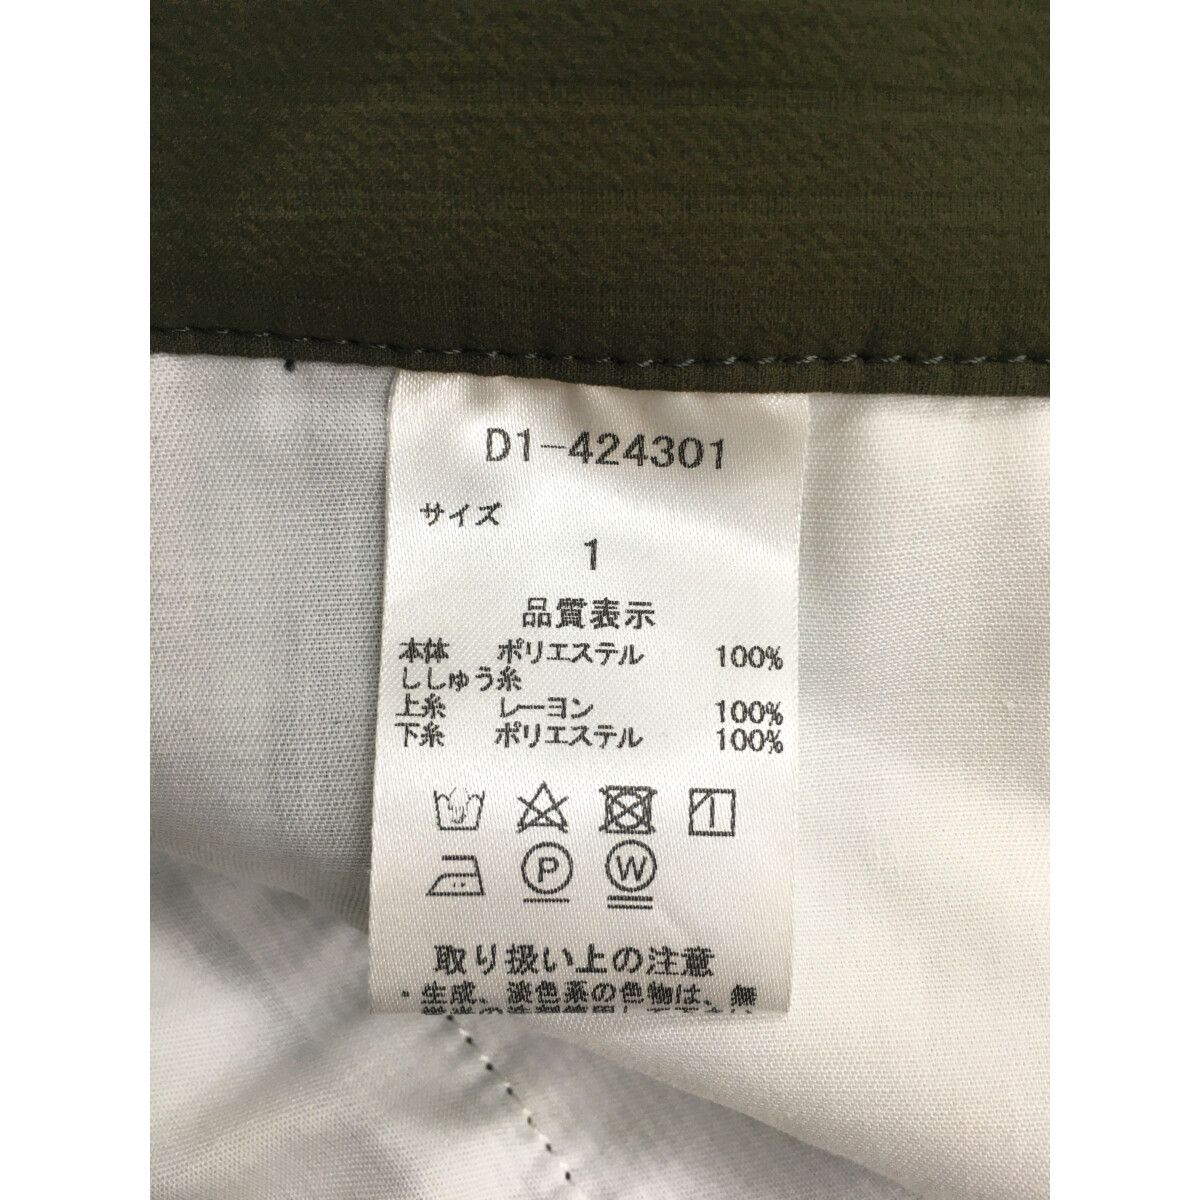 D1-424301
サイズ
1
品質表示
本体 ポリエステル 100%
ししゅう糸
上糸 レーヨン 100%
下糸 ポリエステル 100%
P W
取り扱い上の注意
・生成、淡色系の色物は、無